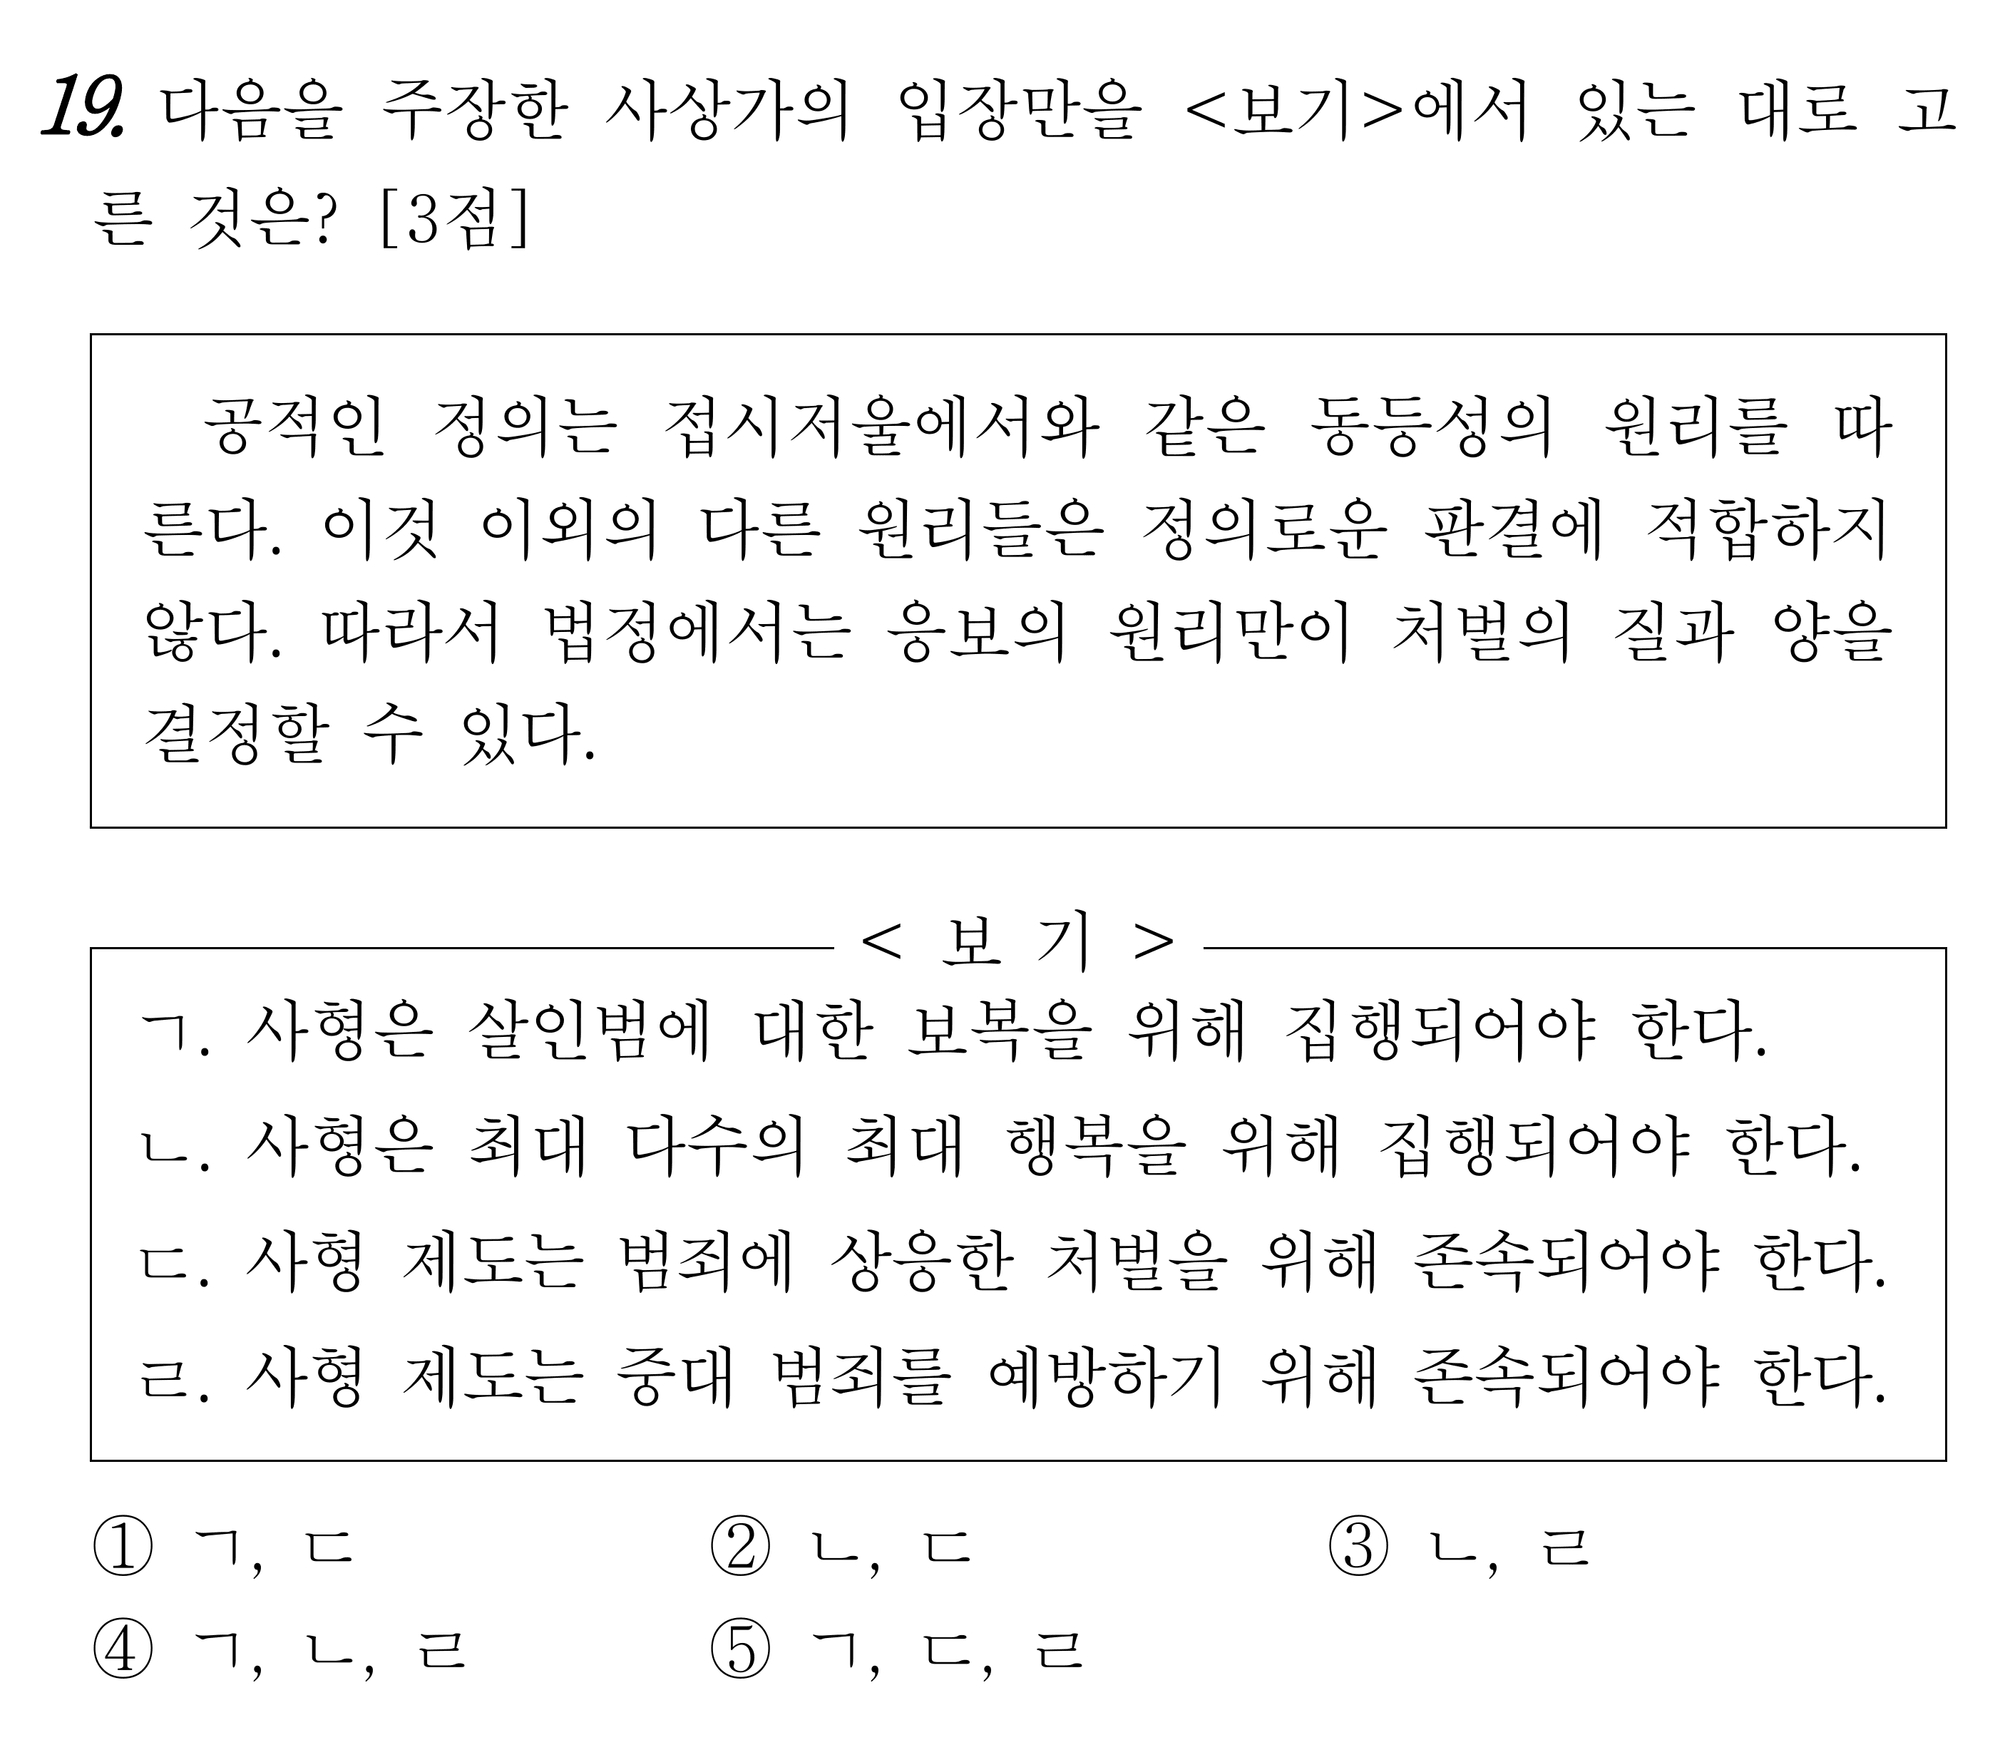 19. 다음을 주장한 사상가의 입장만을 <보기>에서 있는 대로 고
른 것은? [3점]
공적인 정의는 접시저울에서와 같은 동등성의 원리를 따
른다. 이것 이외의 다른 원리들은 정의로운 판결에 적합하지
않다. 따라서 법정에서는 응보의 원리만이 처벌의 질과 양을
결정할 수 있다.
< 보 기 >
ㄱ. 사형은 살인범에 대한 보복을 위해 집행되어야 한다.
ㄴ. 사형은 최대 다수의 최대 행복을 위해 집행되어야 한다.
ㄷ. 사형 제도는 범죄에 상응한 처벌을 위해 존속되어야 한다.
ㄹ. 사형 제도는 중대 범죄를 예방하기 위해 존속되어야 한다.
① ㄱ, ㄷ ② ㄴ, ㄷ ③ ㄴ, ㄹ
④ ㄱ, ㄴ, ㄹ ⑤ ㄱ, ㄷ, ㄹ